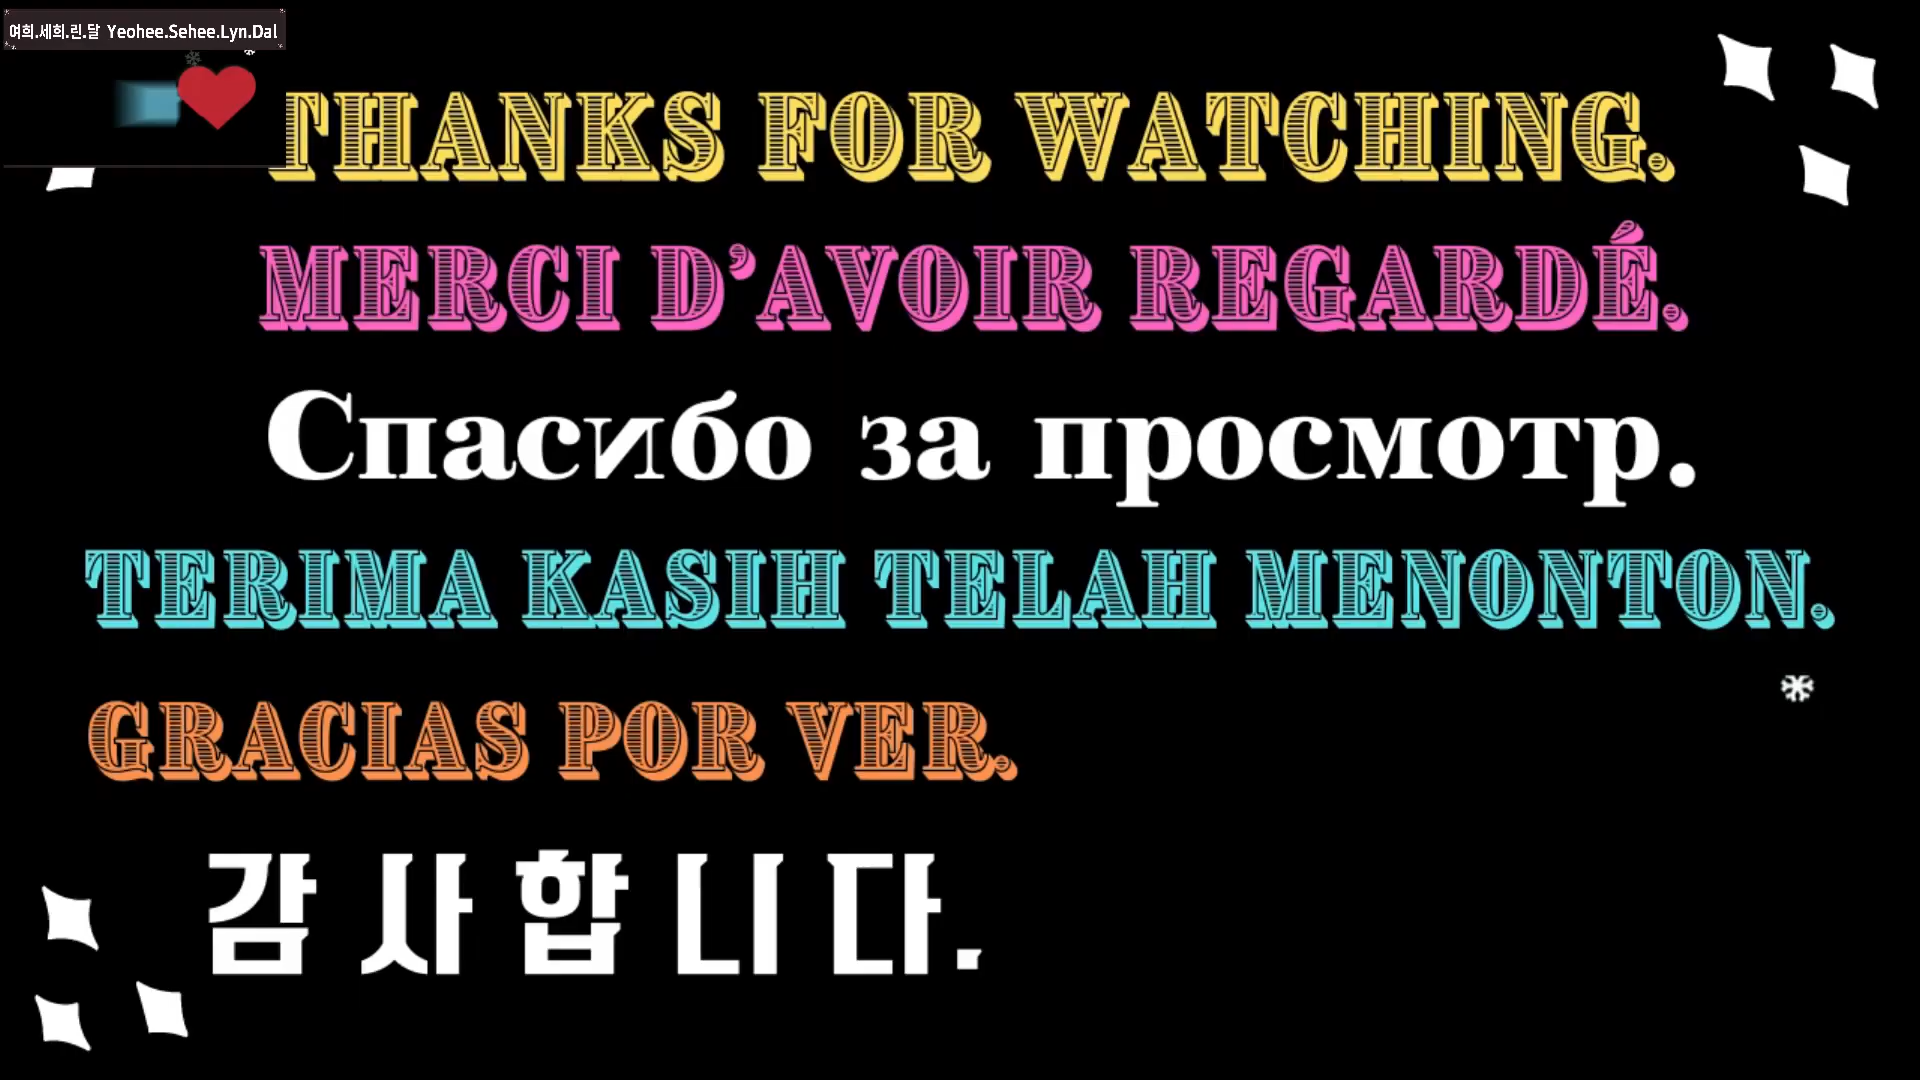 여희.세희.린.달 Yeohee.Sehee.Lyn.Dal
THANKS FOR WATCHING.
MERCI D’AVOIR REGARDÉ.
Спасибо за просмотр.
TERIMA KASIH TELAH MENONTON.
GRACIAS POR VER.
감사합니다.